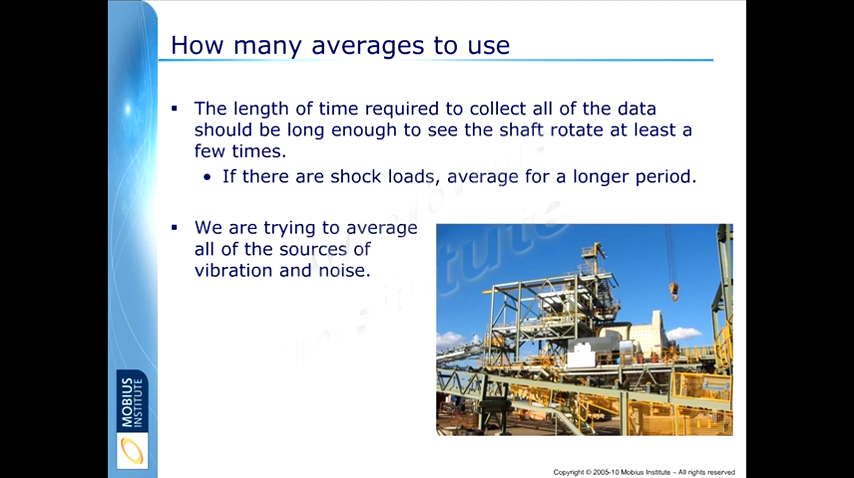 How many averages to use
▪ The length of time required to collect all of the data
should be long enough to see the shaft rotate at least a
few times.
• If there are shock loads, average for a longer period.
▪ We are trying to average
all of the sources of
vibration and noise.
MOBIUS
INSTITUTE
Copyright © 2005-10 Mobius Institute – All rights reserved